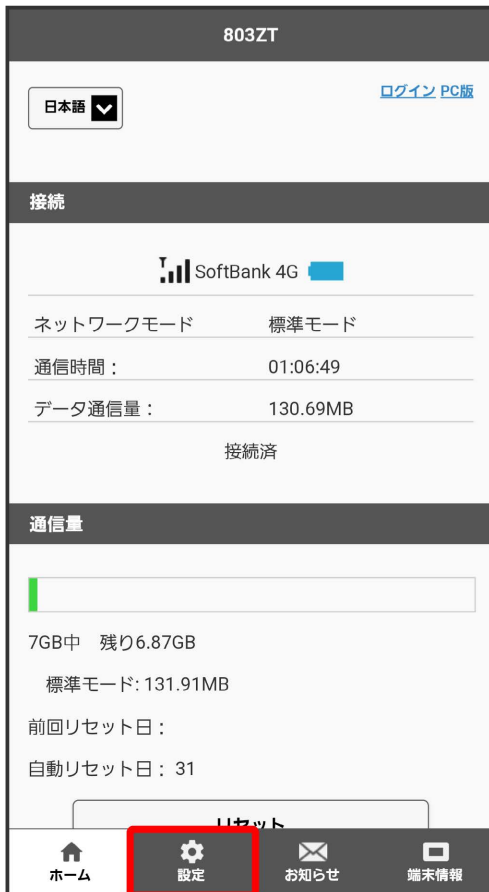 803ZT
日本語
ログイン PC版
接続
SoftBank 4G
ネットワークモード 標準モード
通信時間： 01:06:49
データ通信量： 130.69MB
接続済
通信量
7GB中 残り6.87GB
標準モード: 131.91MB
前回リセット日：
自動リセット日： 31
リセット
ホーム 設定 お知らせ 端末情報